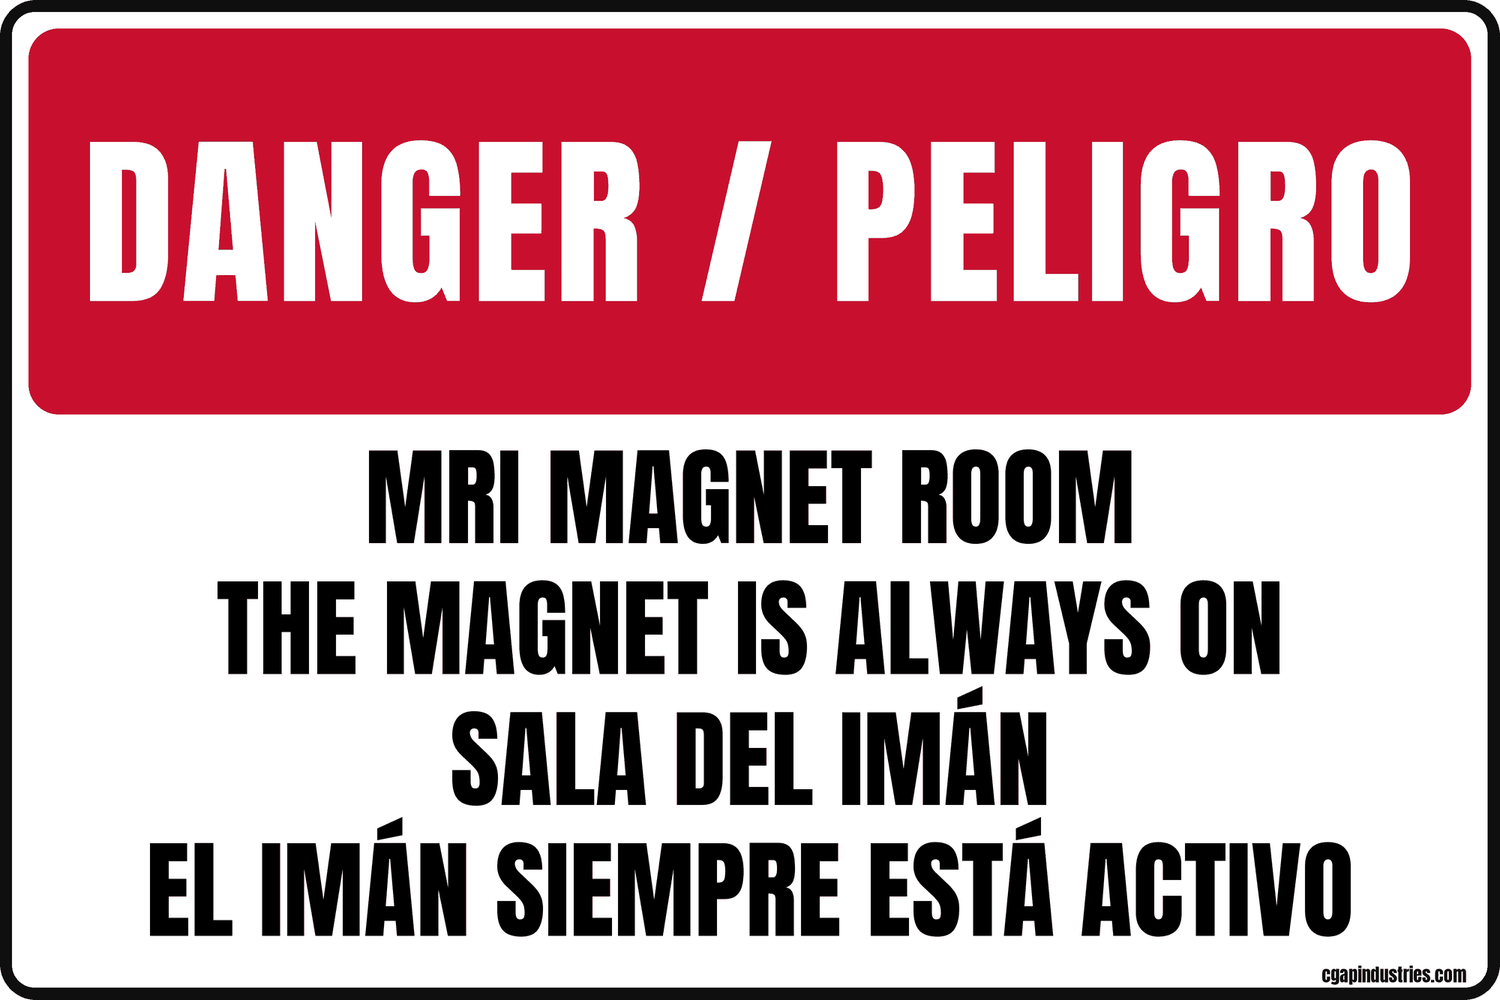 DANGER / PELIGRO
MRI MAGNET ROOM
THE MAGNET IS ALWAYS ON
SALA DEL IMÁN
EL IMÁN SIEMPRE ESTÁ ACTIVO
cgapindustries.com